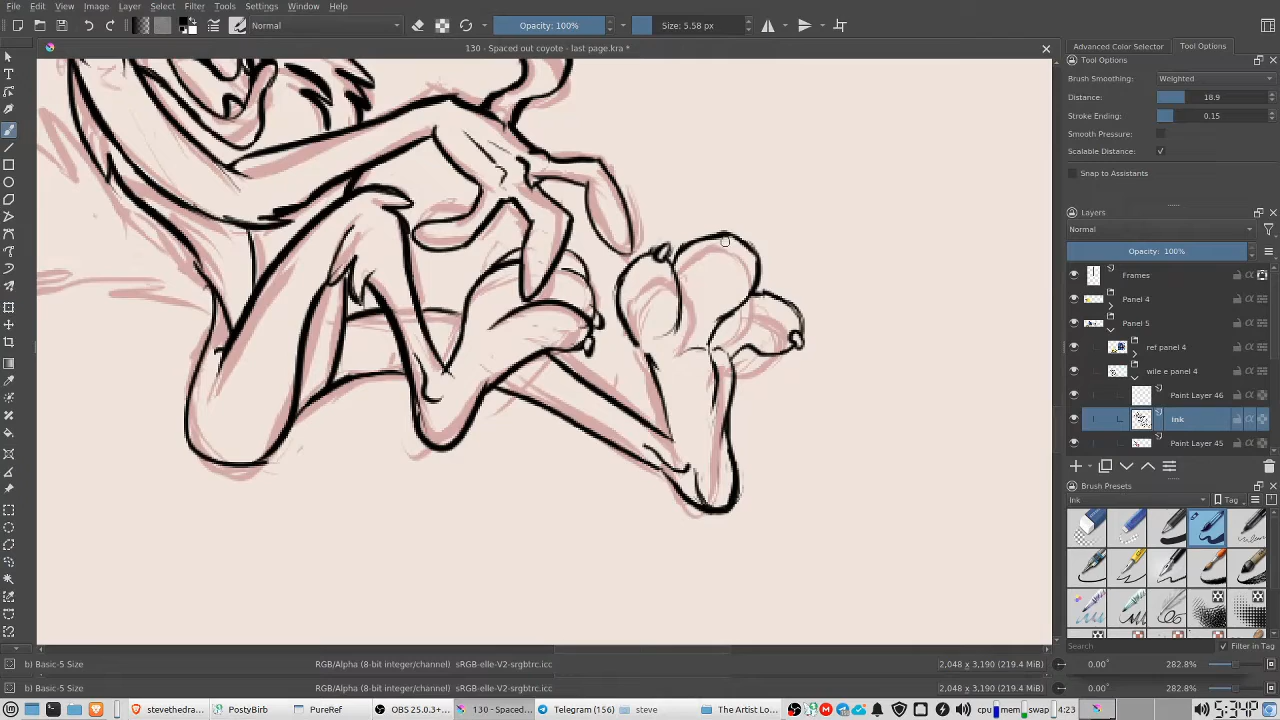 File Edit View Image Layer Select Filter Tools Settings Window Help
Normal Opacity: 100% Size: 5.58 px
130 - Spaced out coyote - last page.kra *
Advanced Color Selector Tool Options
Tool Options
Brush Smoothing: Weighted
Distance: 18.9
Stroke Ending: 0.15
Smooth Pressure:
Scalable Distance:
Snap to Assistants
Layers
Normal
Opacity: 100%
Frames
Panel 4
Panel 5
ref panel 4
wile e panel 4
Paint Layer 46
Ink
Paint Layer 45
Brush Presets
Ink Tag
Search Filter in Tag
b) Basic-5 Size RGB/Alpha (8-bit integer/channel) sRGB-elle-V2-srgbtrc.icc 2,048 x 3,190 (219.4 MiB) 0.00° 282.8%
b) Basic-5 Size RGB/Alpha (8-bit integer/channel) sRGB-elle-V2-srgbtrc.icc 2,048 x 3,190 (219.4 MiB) 0.00° 282.8%
stevethedra... PostyBirb PureRef OBS 25.0.3+... 130 - Spaced... Telegram (156) steve The Artist Lo... 4:23 cpu mem swap 5:34